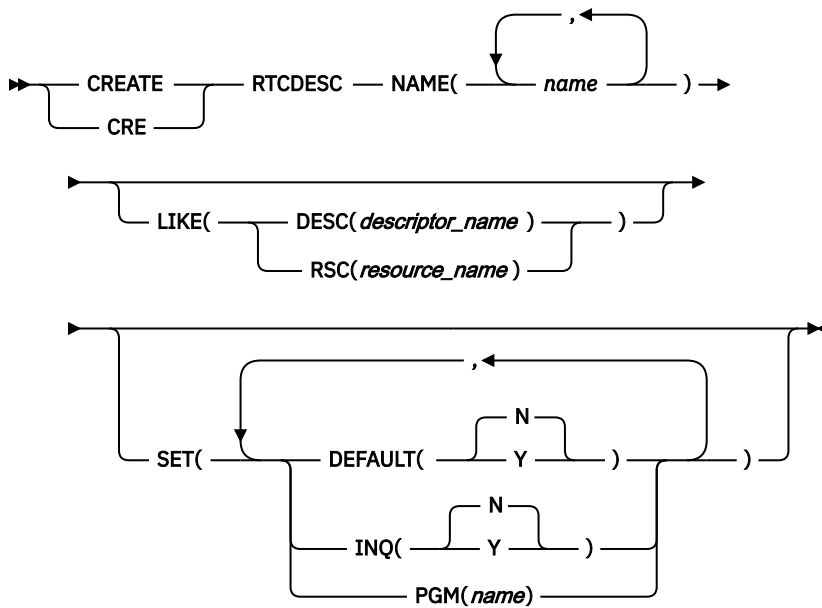 ,
CREATE RTCDESC NAME( name )
CRE
LIKE( DESC(descriptor_name ) )
RSC(resource_name )
,
N
SET( DEFAULT( Y ) )
N
INQ( Y )
PGM(name)